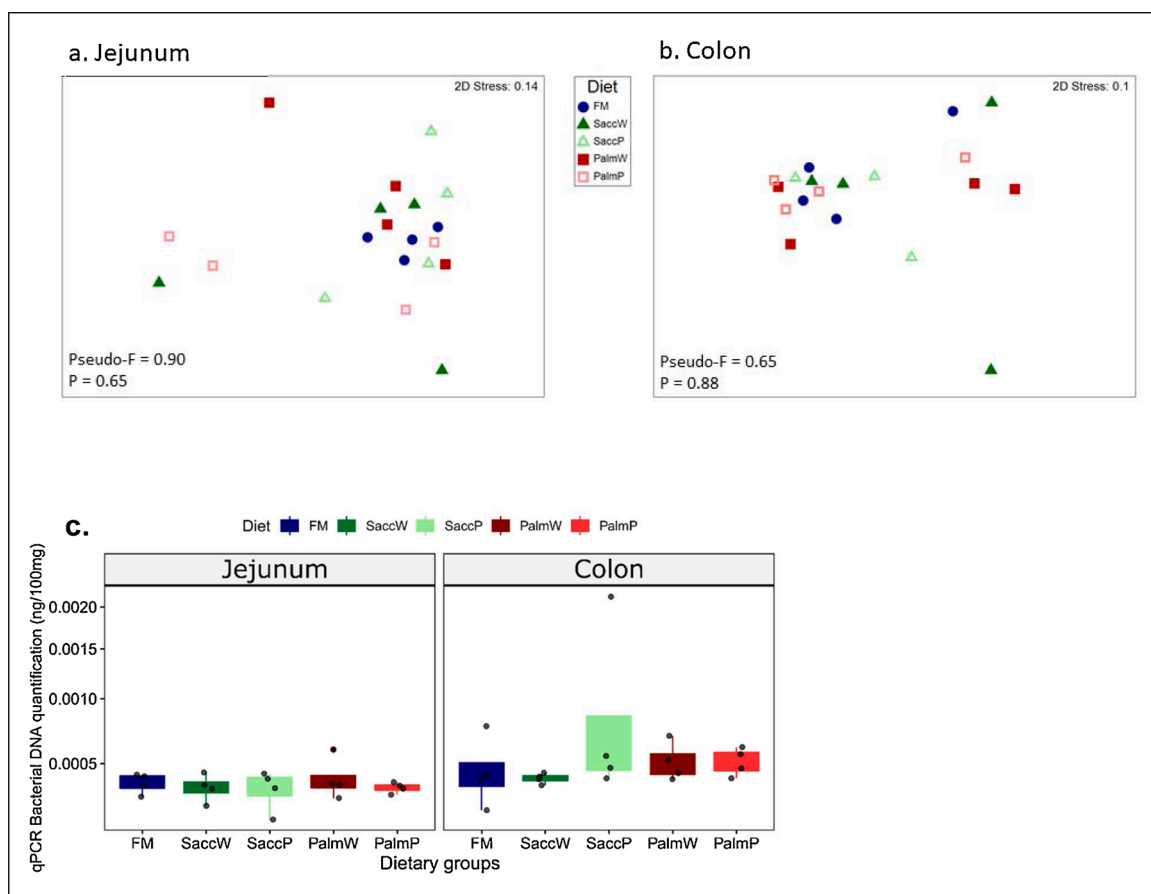 a. Jejunum
2D Stress: 0.14
Pseudo-F = 0.90
P = 0.65
Diet
FM
SaccW
SaccP
PalmW
PalmP
b. Colon
2D Stress: 0.1
Pseudo-F = 0.65
P = 0.88
c.
Diet FM SaccW SaccP PalmW PalmP
Jejunum Colon
qPCR Bacterial DNA quantification (ng/100mg)
0.0020
0.0015
0.0010
0.0005
FM SaccW SaccP PalmW PalmP FM SaccW SaccP PalmW PalmP
Dietary groups